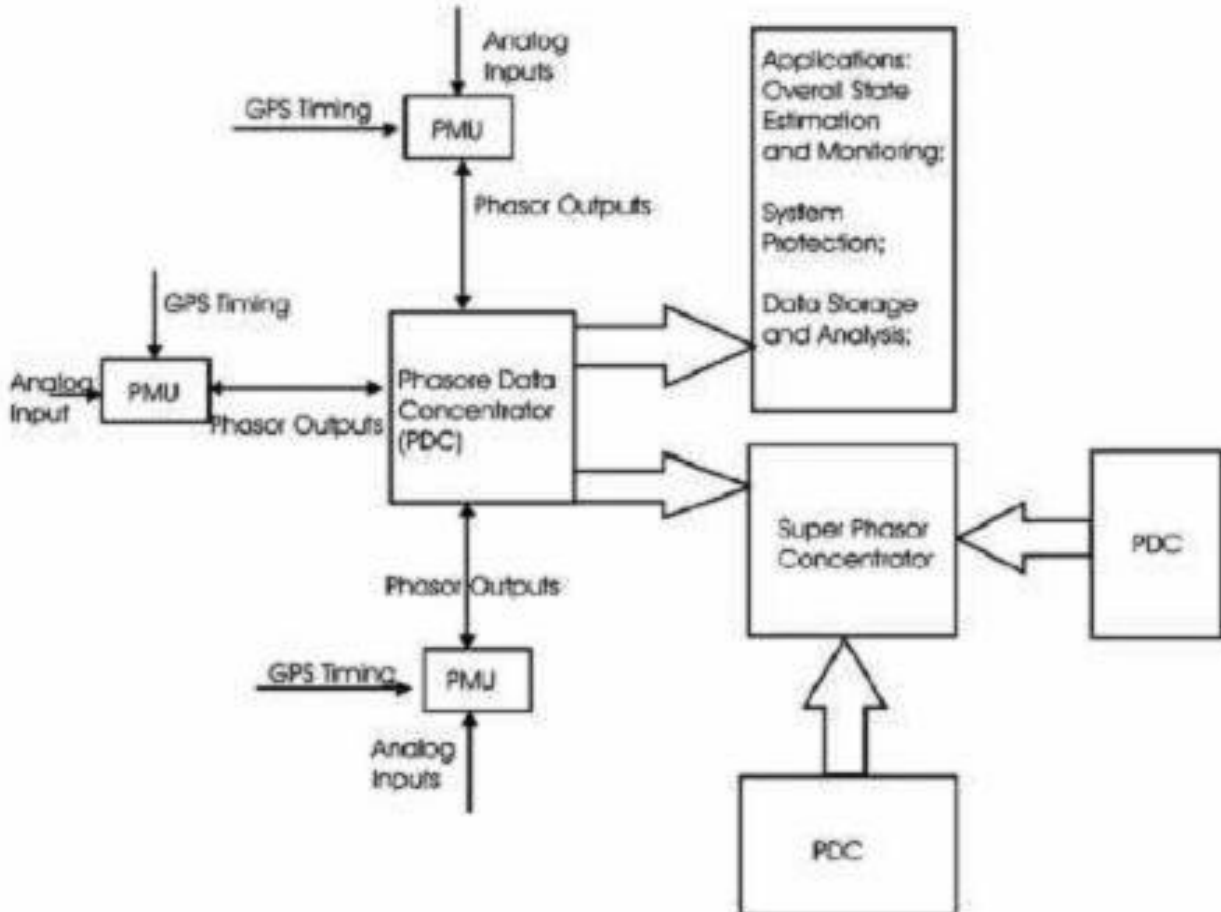 Analog
Inputs
GPS Timing
PMU
Phasor Outputs
Applications:
Overall State
Estimation
and Monitoring;
System
Protection;
Data Storage
and Analysis;
GPS Timing
Analog
Input
PMU
Phasor Outputs
Phasore Data
Concentrator
(PDC)
Super Phasor
Concentrator
PDC
Phasor Outputs
GPS Timing
PMU
Analog
Inputs
PDC